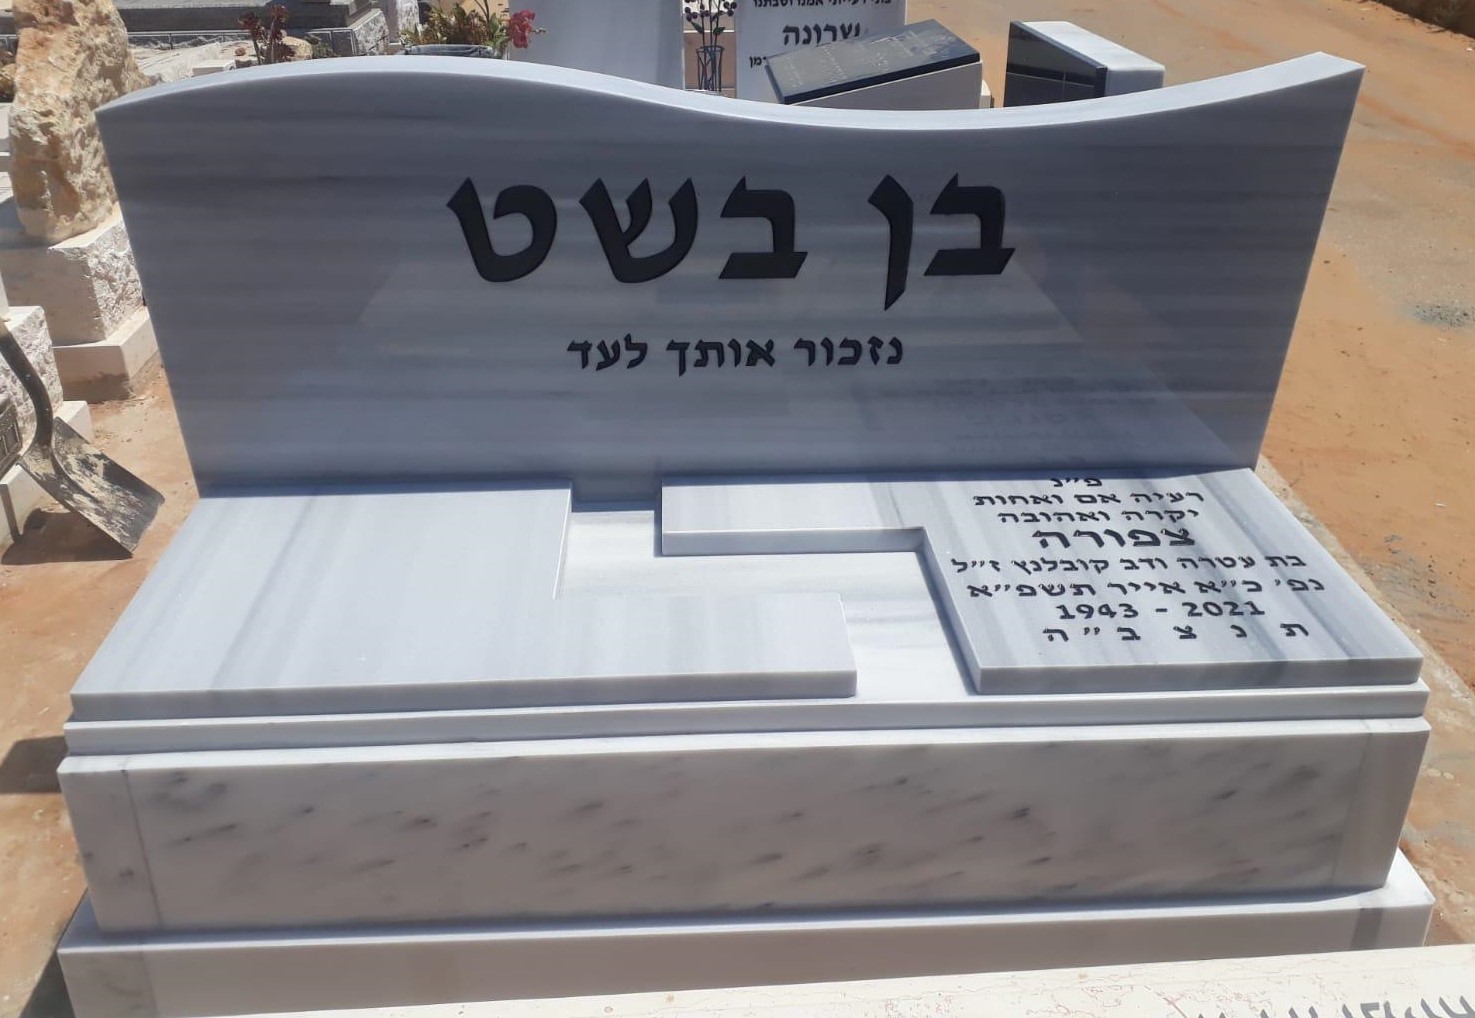 שרונה
בן בשט
נזכור אותך לעד
פ״נ
רעיה אם ואחות
יקרה ואהובה
צפורה
בת עטרה ודב קובלנץ ז״ל
נפ' כ״א אייר תשפ״א
1943 - 2021
ת נ צ ב ״ ה